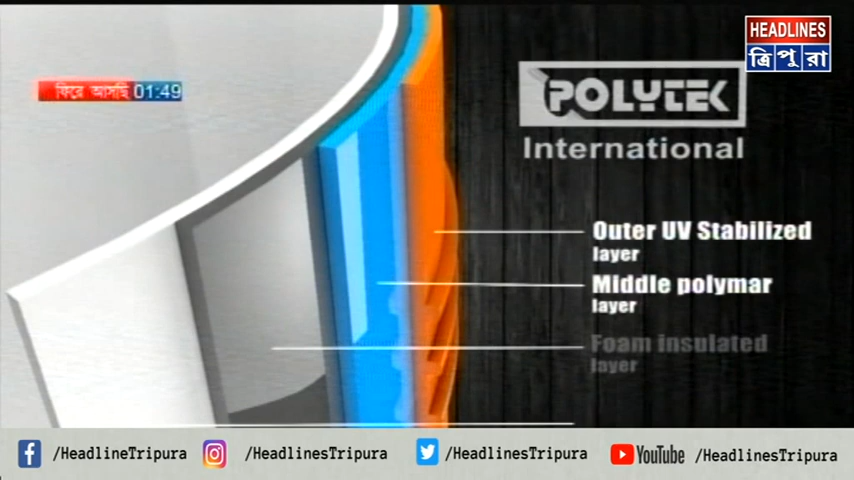 HEADLINES
ত্রিপুরা
ফিরে আসছি 01:49
POLYTEK
International
Outer UV Stabilized
layer
Middle polymar
layer
Foam insulated
layer
/HeadlineTripura
/HeadlinesTripura
/HeadlinesTripura
YouTube /HeadlinesTripura